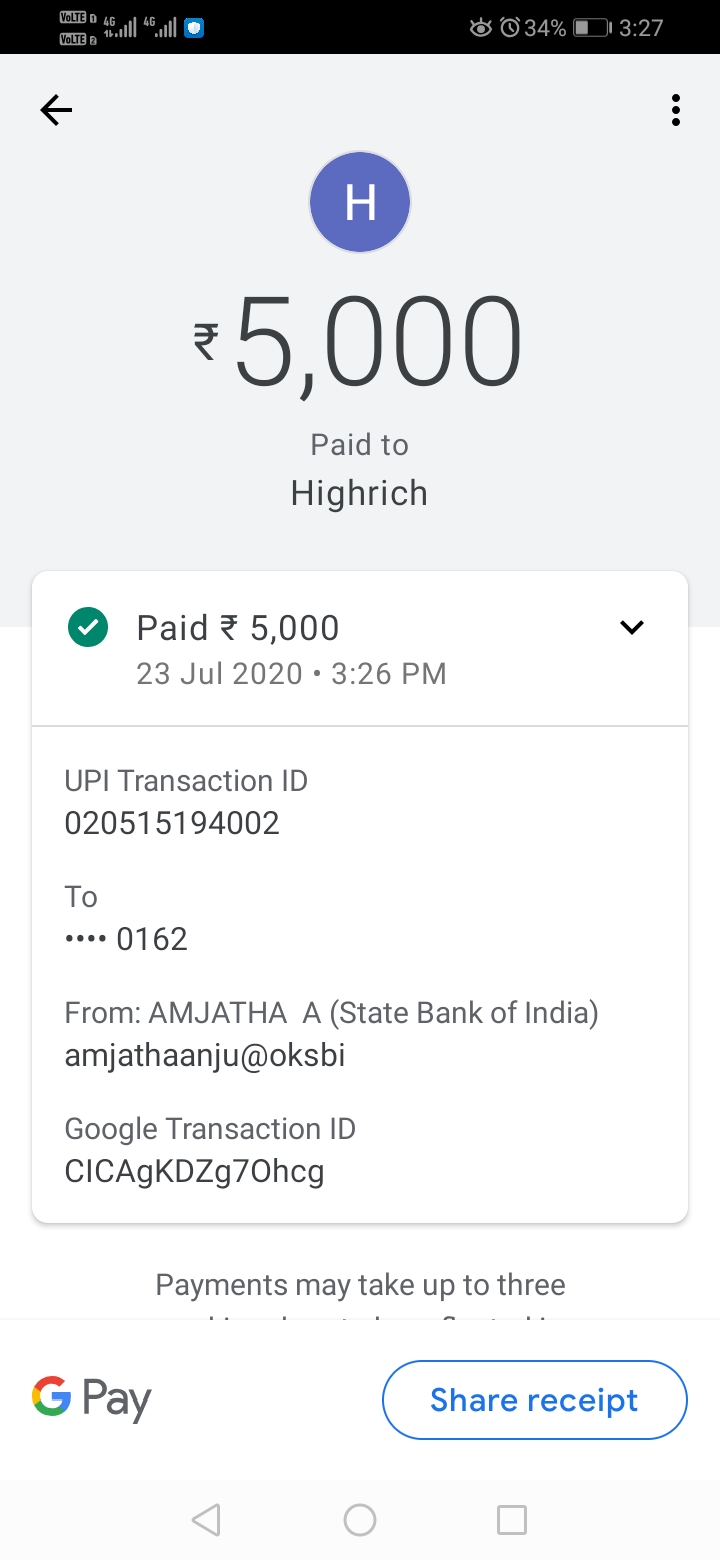 VoLTE 1 4G 4G 34% 3:27
VoLTE 2
H
₹5,000
Paid to
Highrich
Paid ₹ 5,000
23 Jul 2020 • 3:26 PM
UPI Transaction ID
020515194002
To
•••• 0162
From: AMJATHA  A (State Bank of India)
amjathaanju@oksbi
Google Transaction ID
CICAgKDZg7Ohcg
Payments may take up to three
G Pay
Share receipt